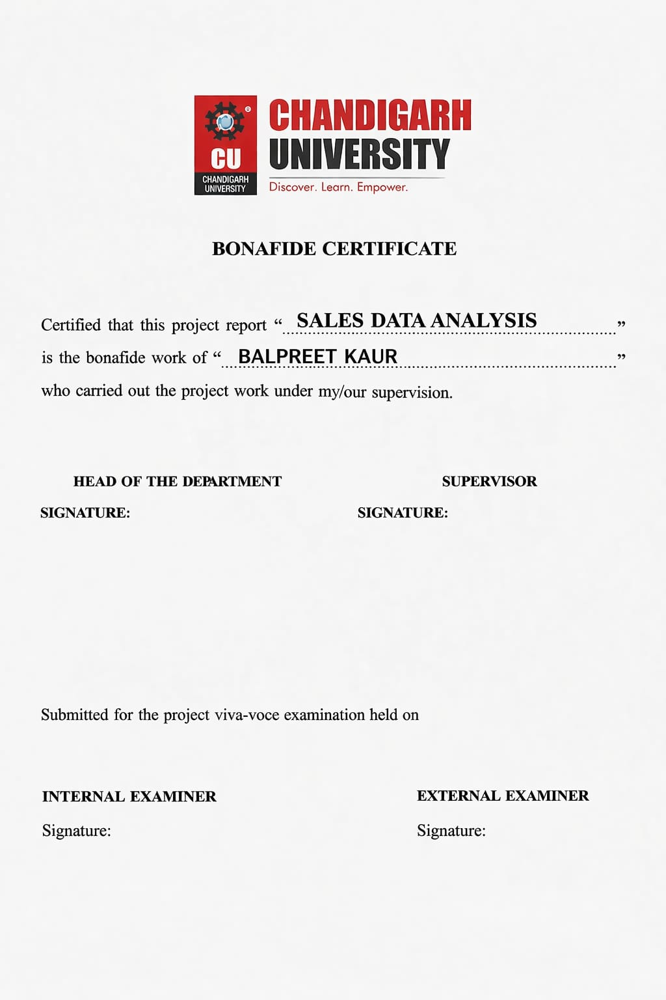 CU
CHANDIGARH
UNIVERSITY
CHANDIGARH
UNIVERSITY
Discover. Learn. Empower.
BONAFIDE CERTIFICATE
Certified that this project report “ SALES DATA ANALYSIS ”
is the bonafide work of “ BALPREET KAUR ”
who carried out the project work under my/our supervision.
HEAD OF THE DEPARTMENT
SIGNATURE:
SUPERVISOR
SIGNATURE:
Submitted for the project viva-voce examination held on
INTERNAL EXAMINER
Signature:
EXTERNAL EXAMINER
Signature: